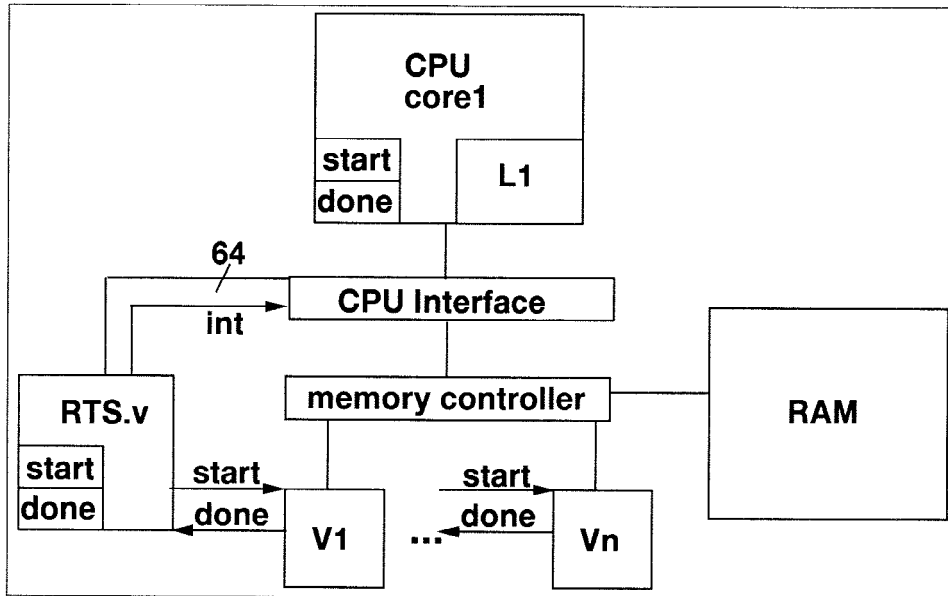 CPU
core1
start
done
L1
64
CPU Interface
int
memory controller
RAM
RTS.v
start
done
start
done
V1
...
start
done
Vn